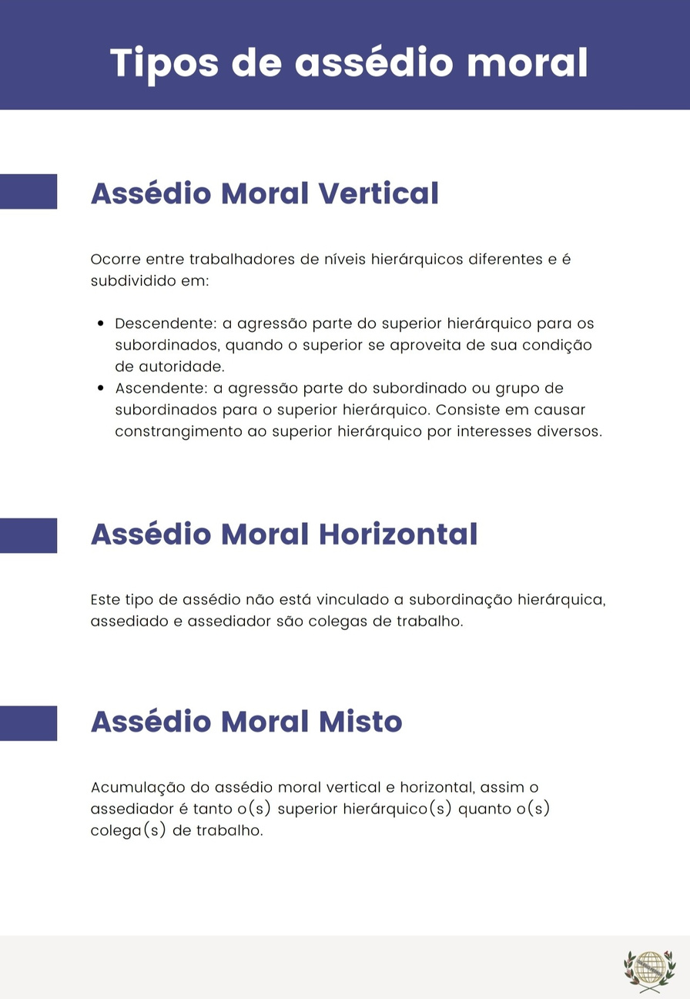 Tipos de assédio moral
Assédio Moral Vertical
Ocorre entre trabalhadores de níveis hierárquicos diferentes e é
subdividido em:
• Descendente: a agressão parte do superior hierárquico para os
subordinados, quando o superior se aproveita de sua condição
de autoridade.
• Ascendente: a agressão parte do subordinado ou grupo de
subordinados para o superior hierárquico. Consiste em causar
constrangimento ao superior hierárquico por interesses diversos.
Assédio Moral Horizontal
Este tipo de assédio não está vinculado a subordinação hierárquica,
assediado e assediador são colegas de trabalho.
Assédio Moral Misto
Acumulação do assédio moral vertical e horizontal, assim o
assediador é tanto o(s) superior hierárquico(s) quanto o(s)
colega(s) de trabalho.